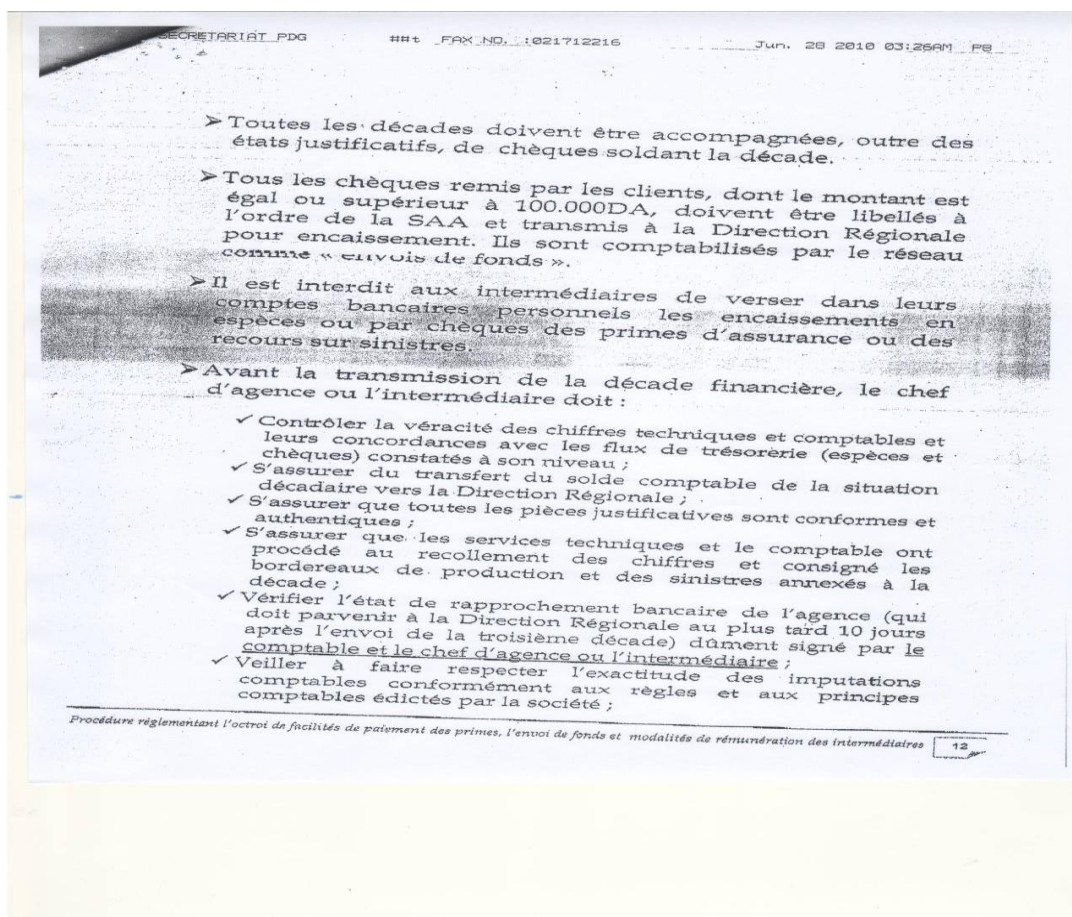 SECRETARIAT PDG ##t FAX NO. :021712216 Jun. 28 2010 03:26AM P8
➢ Toutes les décades doivent être accompagnées, outre des
états justificatifs, de chèques soldant la décade.
➢ Tous les chèques remis par les clients, dont le montant est
égal ou supérieur à 100.000DA, doivent être libellés à
l'ordre de la SAA et transmis à la Direction Régionale
pour encaissement. Ils sont comptabilisés par le réseau
comme « envois de fonds ».
➢ Il est interdit aux intermédiaires de verser dans leurs
comptes bancaires personnels les encaissements en
espèces ou par chèques des primes d'assurance ou des
recours sur sinistres.
➢ Avant la transmission de la décade financière, le chef
d'agence ou l'intermédiaire doit :
✓ Contrôler la véracité des chiffres techniques et comptables et
leurs concordances avec les flux de trésorerie (espèces et
chèques) constatés à son niveau ;
✓ S'assurer du transfert du solde comptable de la situation
décadaire vers la Direction Régionale ;
✓ S'assurer que toutes les pièces justificatives sont conformes et
authentiques ;
✓ S'assurer que les services techniques et le comptable ont
procédé au recollement des chiffres et consigné les
bordereaux de production et des sinistres annexés à la
décade ;
✓ Vérifier l'état de rapprochement bancaire de l'agence (qui
doit parvenir à la Direction Régionale au plus tard 10 jours
après l'envoi de la troisième décade) dûment signé par le
comptable et le chef d'agence ou l'intermédiaire ;
✓ Veiller à faire respecter l'exactitude des imputations
comptables conformément aux règles et aux principes
comptables édictés par la société ;
Procédure réglementant l'octroi de facilités de paiement des primes, l'envoi de fonds et modalités de rémunération des intermédiaires 12